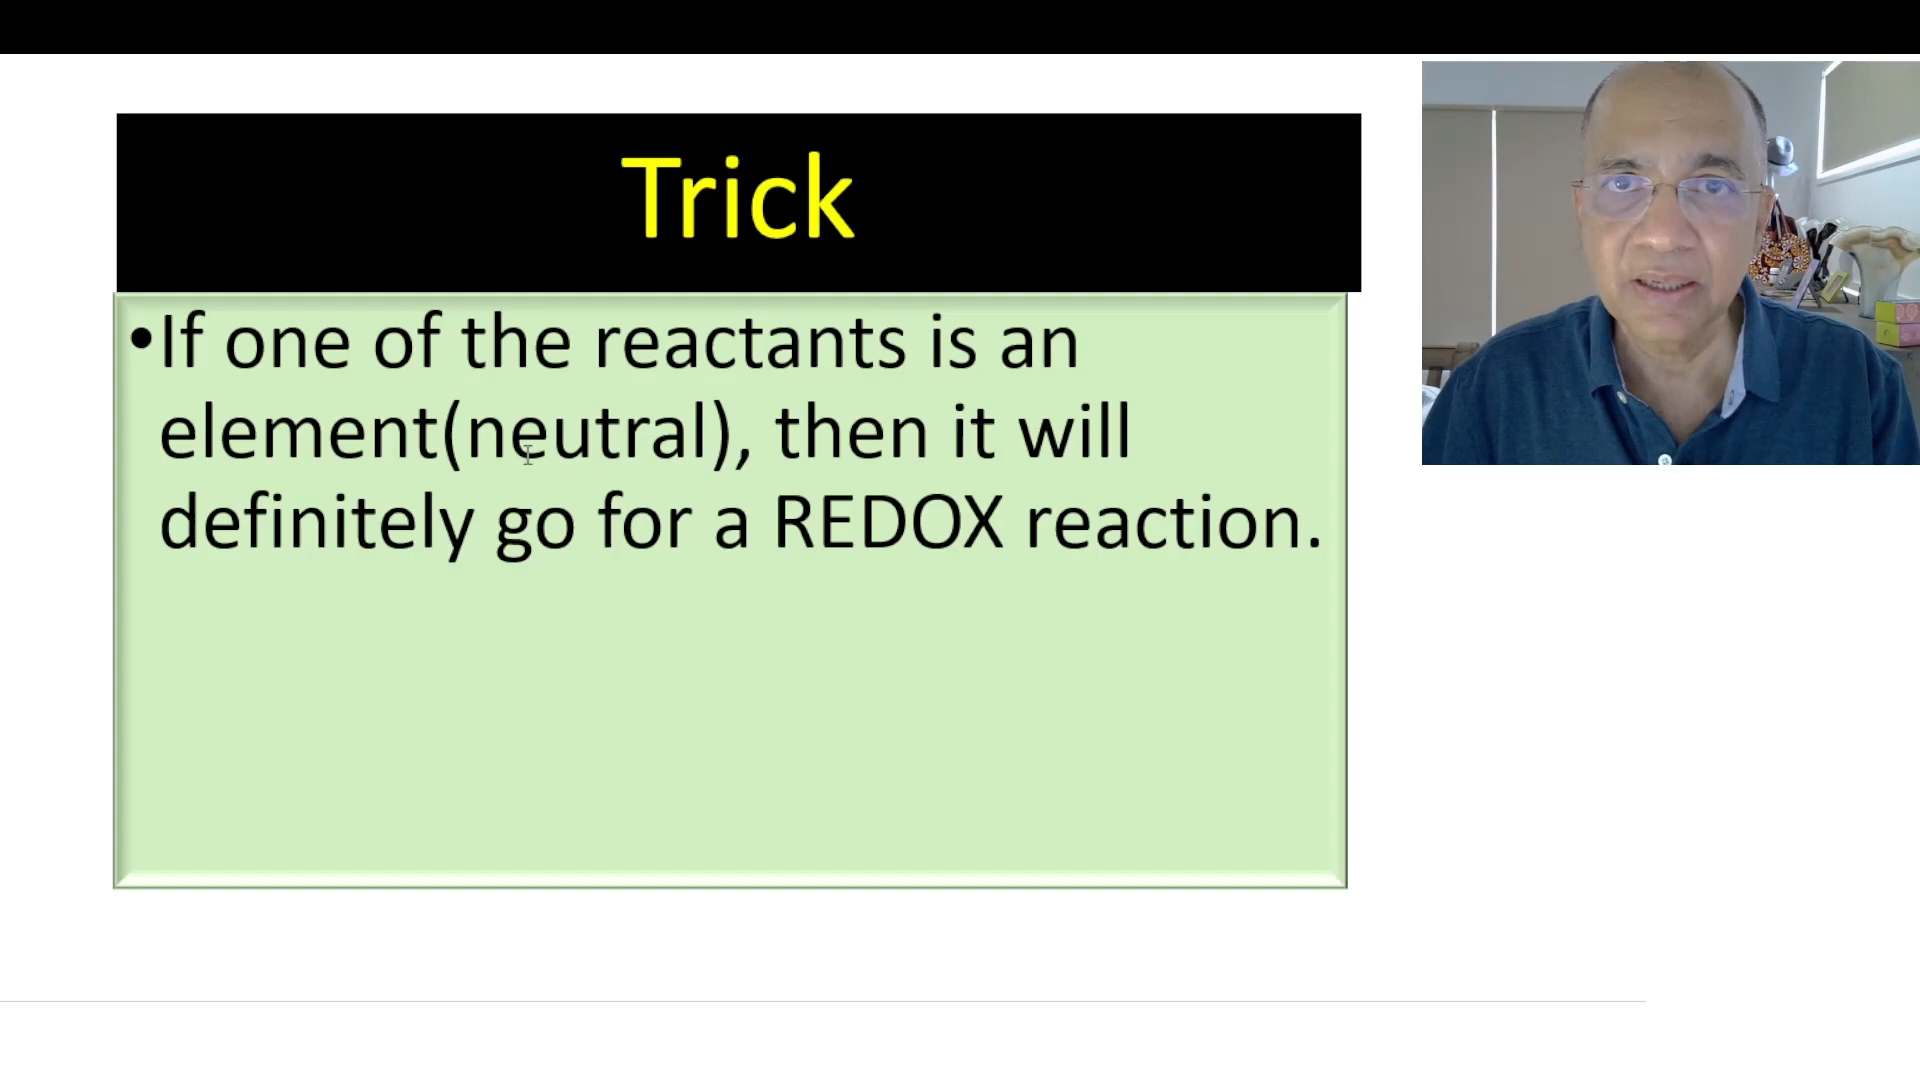 Trick
•If one of the reactants is an
element(neutral), then it will
definitely go for a REDOX reaction.